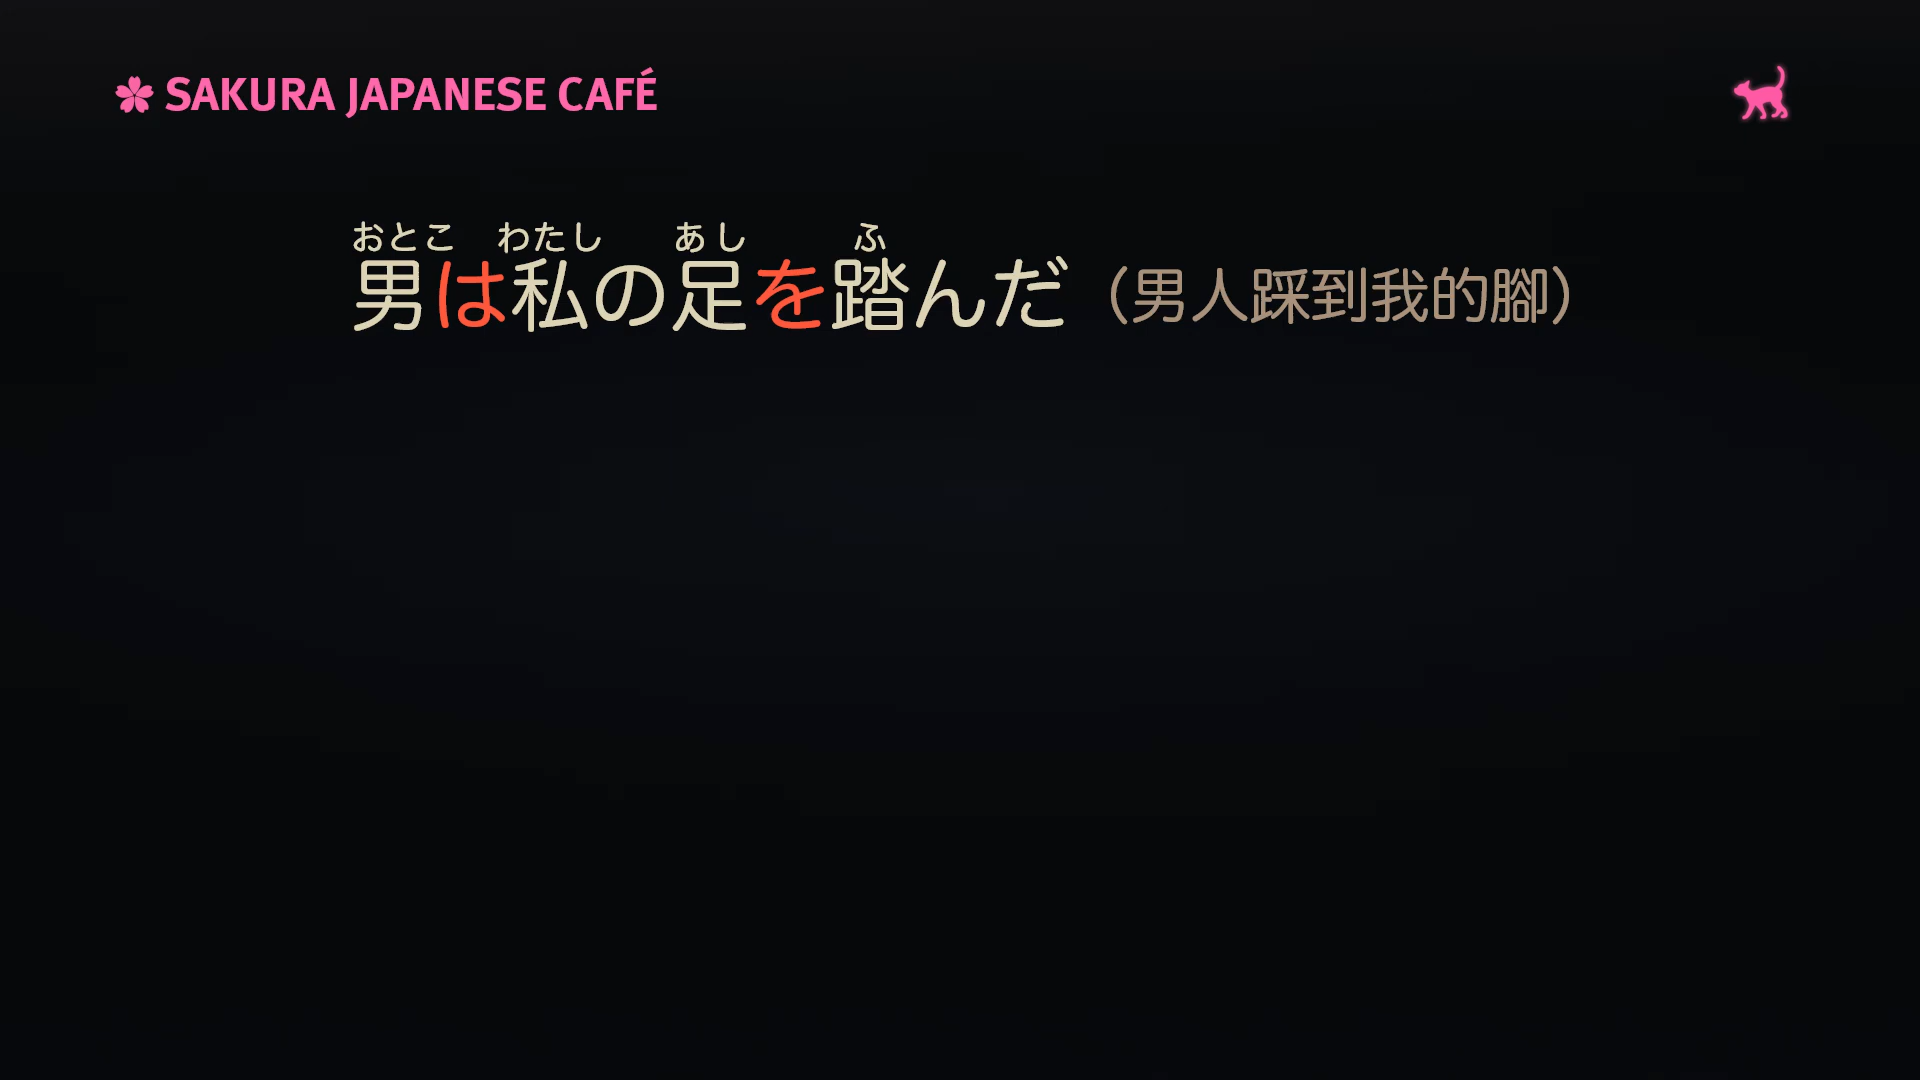 SAKURA JAPANESE CAFÉ
おとこ わたし あし ふ
男は私の足を踏んだ（男人踩到我的腳）